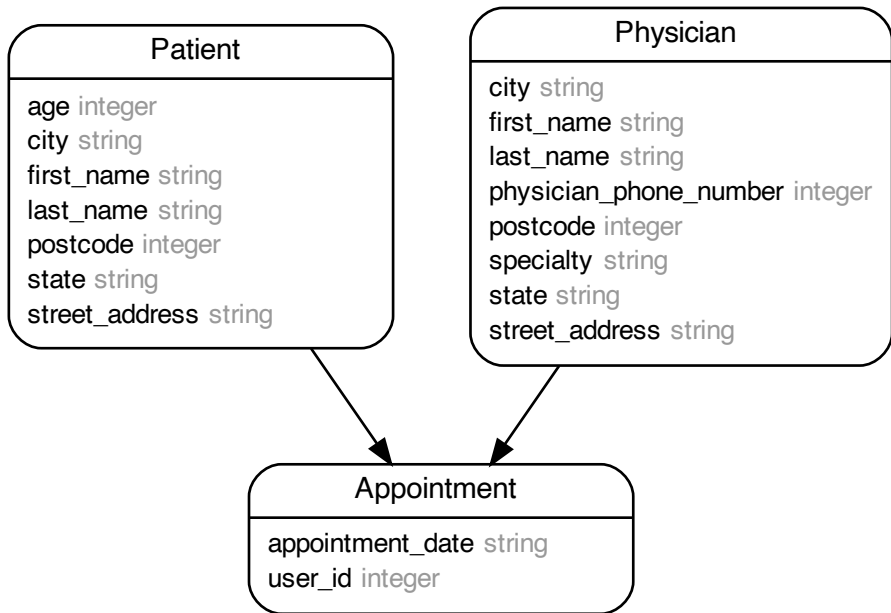 Patient
age integer
city string
first_name string
last_name string
postcode integer
state string
street_address string
Physician
city string
first_name string
last_name string
physician_phone_number integer
postcode integer
specialty string
state string
street_address string
Appointment
appointment_date string
user_id integer